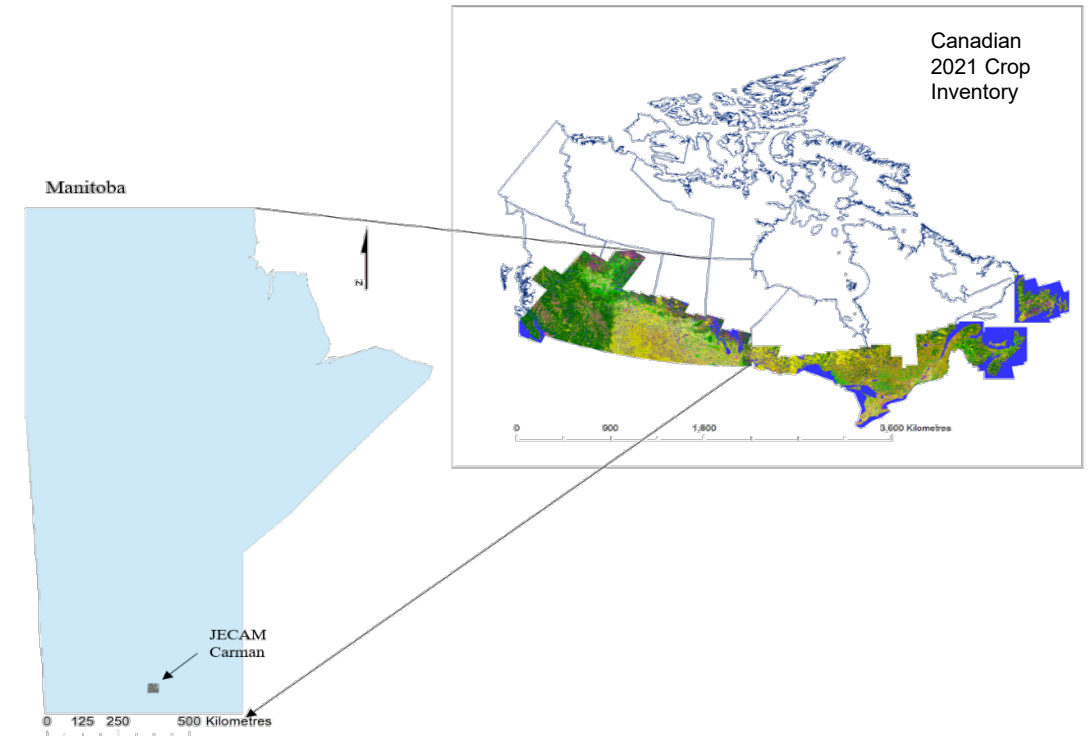 Canadian
2021 Crop
Inventory
Manitoba
N
0 900 1,800 3,600 Kilometres
JECAM
Carman
0 125 250 500 Kilometres